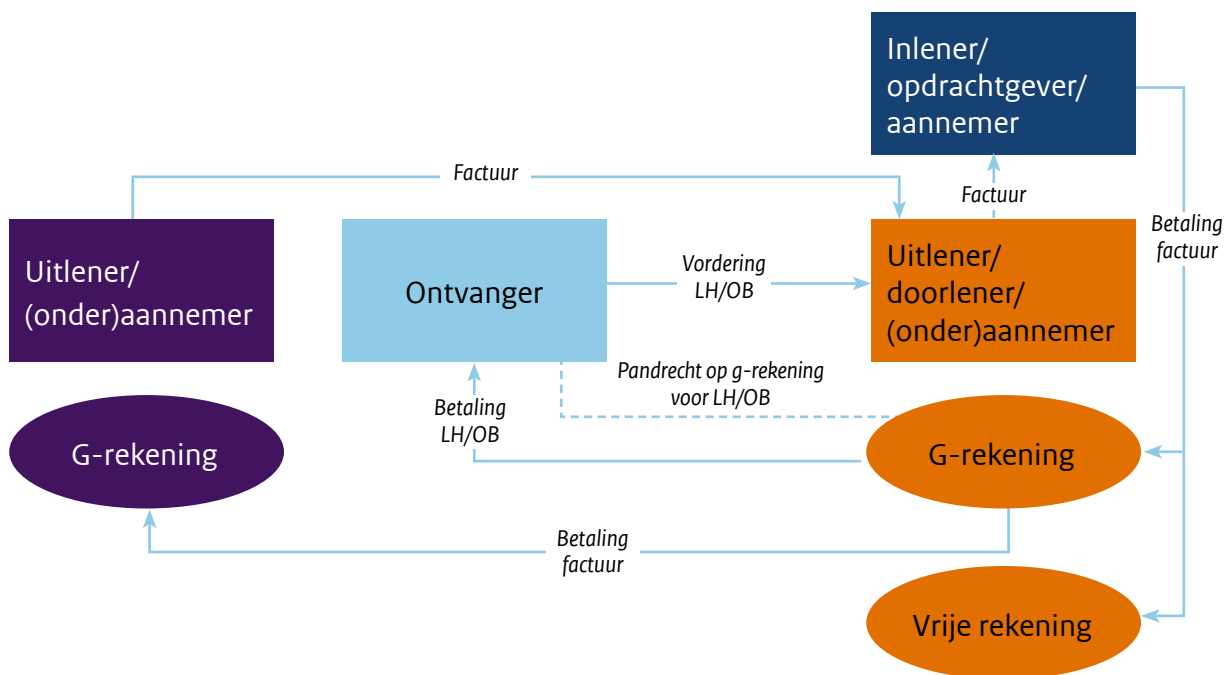 Inlener/
opdrachtgever/
aannemer
Factuur
Factuur
Betaling
factuur
Uitlener/
(onder)aannemer
Ontvanger
Vordering
LH/OB
Uitlener/
doorlener/
(onder)aannemer
Pandrecht op g-rekening
voor LH/OB
Betaling
LH/OB
G-rekening
G-rekening
Betaling
factuur
Vrije rekening